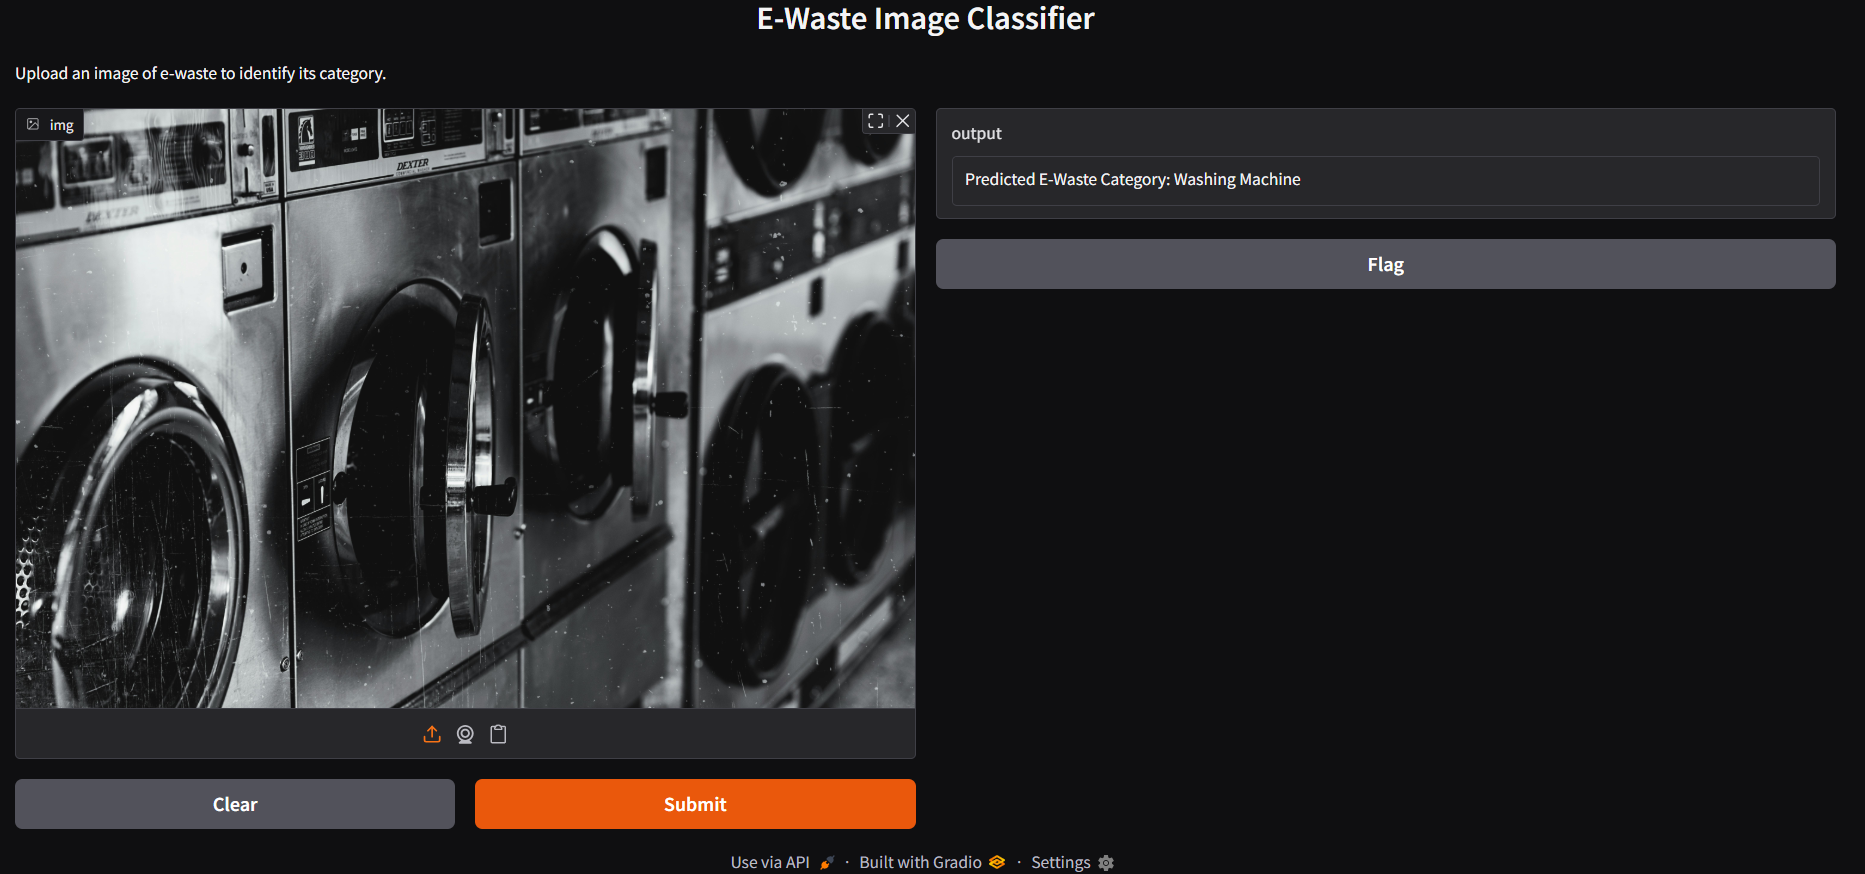 E-Waste Image Classifier
Upload an image of e-waste to identify its category.
img
DEXTER
DEXTER
output
Predicted E-Waste Category: Washing Machine
Flag
Clear
Submit
Use via API · Built with Gradio · Settings